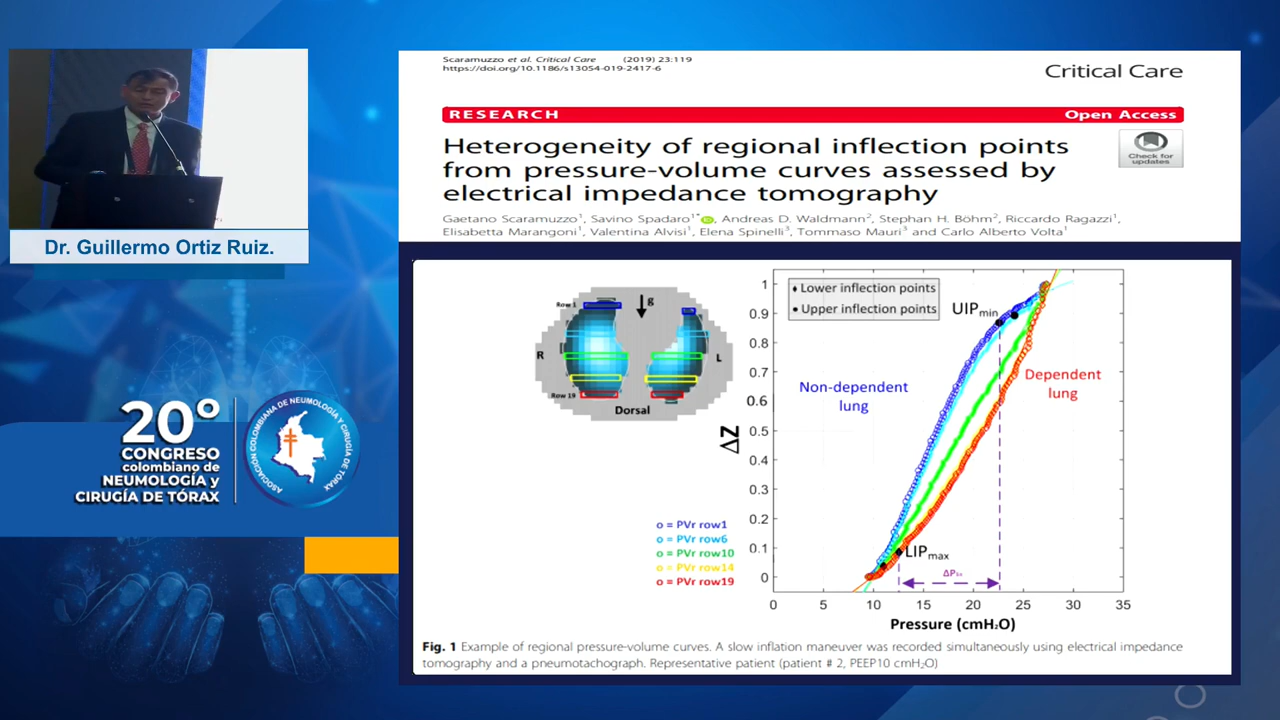 Dr. Guillermo Ortiz Ruiz.
20º
CONGRESO
colombiano de
NEUMOLOGÍA y
CIRUGÍA DE TÓRAX
ASOCIACIÓN COLOMBIANA DE NEUMOLOGÍA Y CIRUGÍA DE TÓRAX
Scaramuzzo et al. Critical Care (2019) 23:119
https://doi.org/10.1186/s13054-019-2417-6
Critical Care
RESEARCH
Open Access
Heterogeneity of regional inflection points
from pressure-volume curves assessed by
electrical impedance tomography
Check for
updates
Gaetano Scaramuzzo¹, Savino Spadaro¹*, Andreas D. Waldmann², Stephan H. Böhm², Riccardo Ragazzi¹,
Elisabetta Marangoni¹, Valentina Alvisi¹, Elena Spinelli³, Tommaso Mauri³ and Carlo Alberto Volta¹
Row 1
g
R
L
Row 19
Dorsal
o = PVr row1
o = PVr row6
o = PVr row10
o = PVr row14
o = PVr row19
Lower inflection points
Upper inflection points
UIPmin
Non-dependent
lung
Dependent
lung
LIPmax
ΔZ
1
0.9
0.8
0.7
0.6
0.5
0.4
0.3
0.2
0.1
0
0 5 10 15 20 25 30 35
Pressure (cmH₂O)
Fig. 1 Example of regional pressure-volume curves. A slow inflation maneuver was recorded simultaneously using electrical impedance
tomography and a pneumotachograph. Representative patient (patient # 2, PEEP10 cmH₂O)